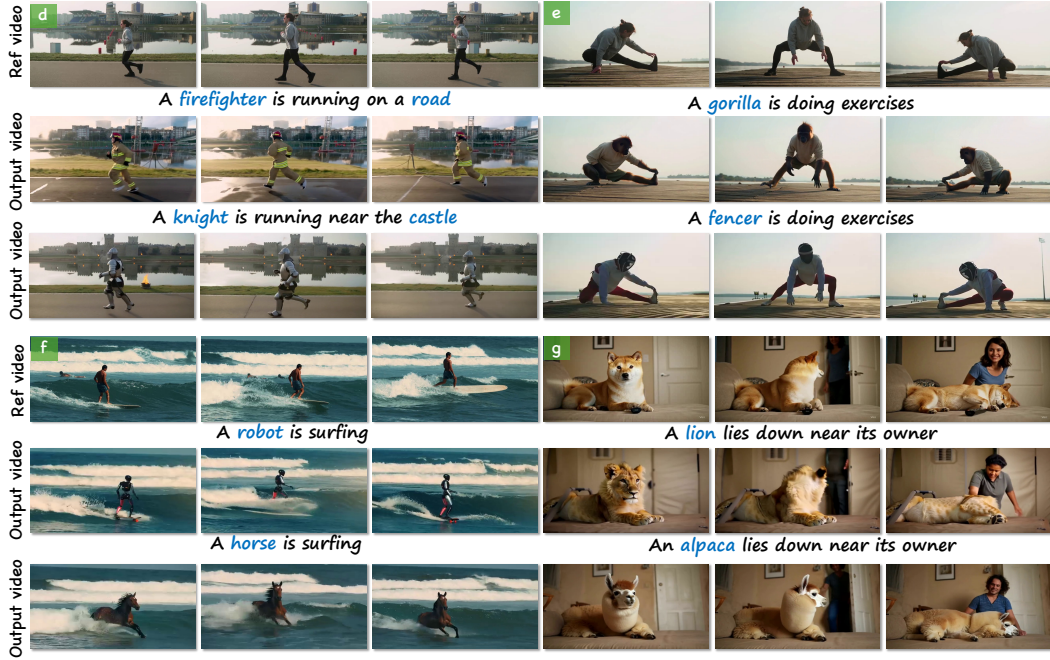 Ref video
d
e
A firefighter is running on a road
A gorilla is doing exercises
Output video
A knight is running near the castle
A fencer is doing exercises
Output video
Ref video
f
g
A robot is surfing
A lion lies down near its owner
Output video
A horse is surfing
An alpaca lies down near its owner
Output video